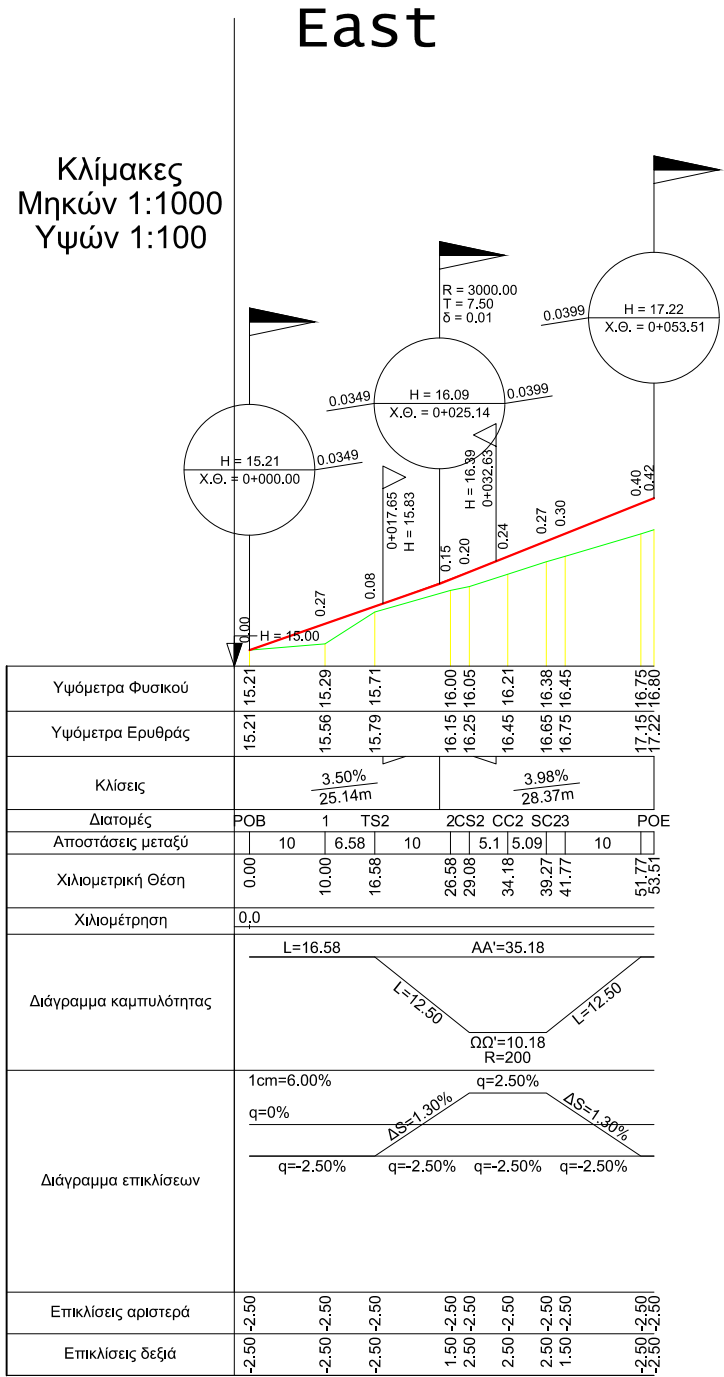 East
Κλίμακες
Μηκών 1:1000
Υψών 1:100
R = 3000.00
T = 7.50
δ = 0.01
H = 15.21
Χ.Θ. = 0+000.00
0.0349
0.0349
H = 16.09
Χ.Θ. = 0+025.14
0.0399
0.0399
H = 17.22
Χ.Θ. = 0+053.51
0+017.65
H = 15.83
H = 16.39
0+032.63
0.00
0.27
0.08
0.15
0.20
0.24
0.27
0.30
0.40
0.42
H = 15.00
Υψόμετρα Φυσικού 15.21 15.29 15.71 16.00 16.05 16.21 16.38 16.45 16.75 16.80
Υψόμετρα Ερυθράς 15.21 15.56 15.79 16.15 16.25 16.45 16.65 16.75 17.15 17.22
Κλίσεις
3.50%
25.14m
3.98%
28.37m
Διατομές POB 1 TS2 2CS2 CC2 SC23 POE
Αποστάσεις μεταξύ 10 6.58 10 5.1 5.09 10
Χιλιομετρική Θέση 0.00 10.00 16.58 26.58 29.08 34.18 39.27 41.77 51.77 53.51
Χιλιομέτρηση 0.0
Διάγραμμα καμπυλότητας
L=16.58 AA'=35.18
L=12.50 L=12.50
ΩΩ'=10.18
R=200
Διάγραμμα επικλίσεων
1cm=6.00% q=2.50%
q=0% ΔS=1.30% ΔS=1.30%
q=-2.50% q=-2.50% q=-2.50% q=-2.50%
Επικλίσεις αριστερά -2.50 -2.50 -2.50 -2.50 -2.50 -2.50 -2.50 -2.50 -2.50 -2.50
Επικλίσεις δεξιά -2.50 -2.50 -2.50 1.50 2.50 2.50 2.50 1.50 -2.50 -2.50